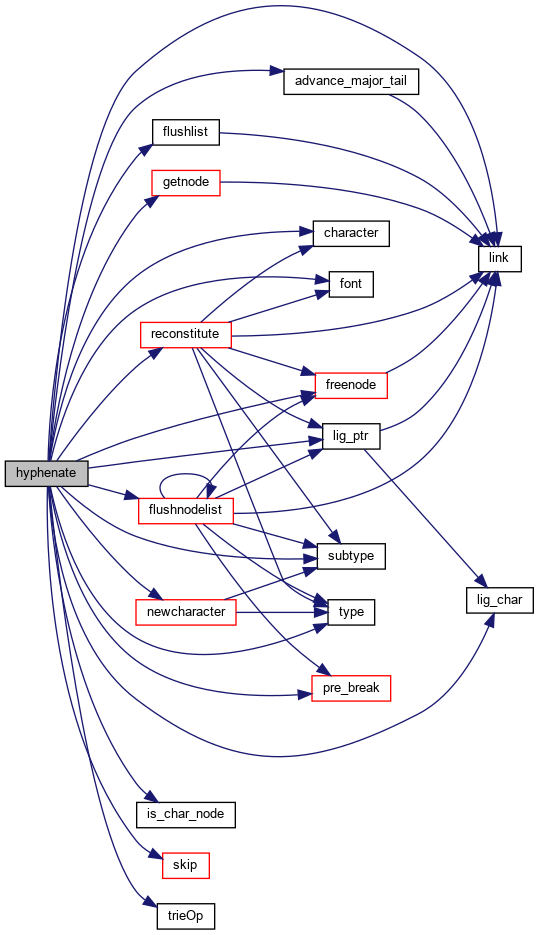 advance_major_tail
flushlist
getnode
character
link
font
reconstitute
freenode
lig_ptr
hyphenate
flushnodelist
subtype
lig_char
newcharacter
type
pre_break
is_char_node
skip
trieOp